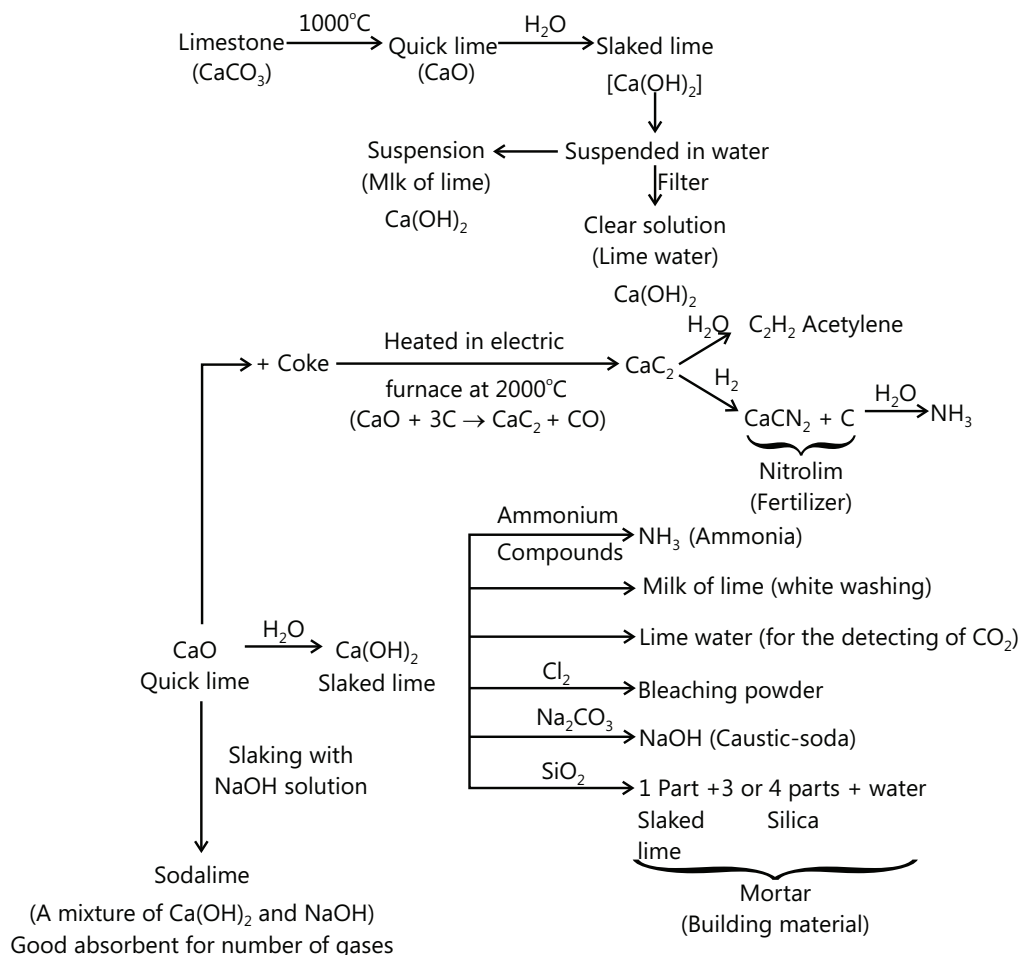 1000°C
H₂O
Limestone
Quick lime
Slaked lime
(CaCO₃)
(CaO)
[Ca(OH)₂]
Suspension
Suspended in water
(Mlk of lime)
Filter
Ca(OH)₂
Clear solution
(Lime water)
Ca(OH)₂
H₂O
C₂H₂ Acetylene
+ Coke
Heated in electric
CaC₂
furnace at 2000°C
H₂
(CaO + 3C → CaC₂ + CO)
CaCN₂ + C
H₂O
NH₃
Nitrolim
(Fertilizer)
Ammonium
Compounds
NH₃ (Ammonia)
Milk of lime (white washing)
H₂O
CaO
Ca(OH)₂
Lime water (for the detecting of CO₂)
Quick lime
Slaked lime
Cl₂
Bleaching powder
Na₂CO₃
NaOH (Caustic-soda)
Slaking with
NaOH solution
SiO₂
1 Part +3 or 4 parts + water
Slaked
Silica
lime
Sodalime
(A mixture of Ca(OH)₂ and NaOH)
Good absorbent for number of gases
Mortar
(Building material)